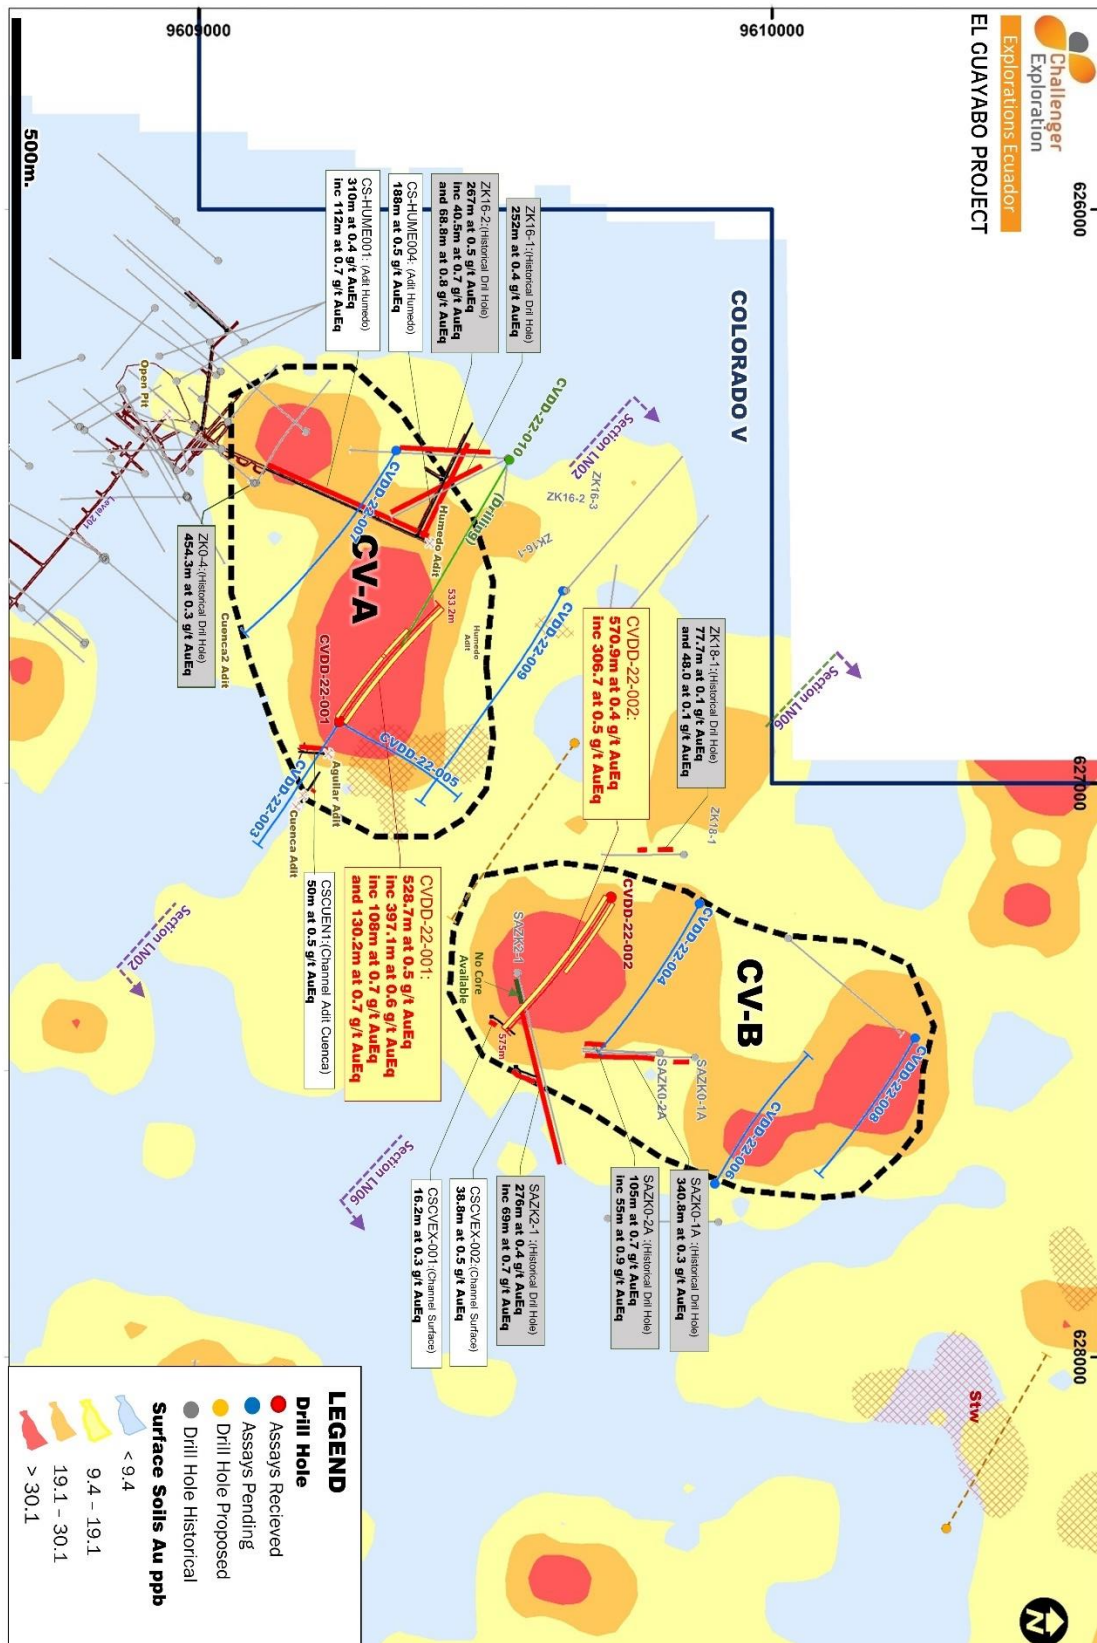 Challenger
Exploration
Explorations Ecuador
EL GUAYABO PROJECT
626000
627000
628000
9610000
9609000
COLORADO V
500m.
ZK16-1:(Historical Dril Hole)
252m at 0.4 g/t AuEq
ZK16-2:(Historical Dril Hole)
267m at 0.5 g/t AuEq
inc 40.5m at 0.7 g/t AuEq
and 68.8m at 0.8 g/t AuEq
CS-HUME004: (Adit Humedo)
188m at 0.5 g/t AuEq
CS-HUME001: (Adit Humedo)
310m at 0.4 g/t AuEq
inc 112m at 0.7 g/t AuEq
Section LN02
Section LN06
CVDD-22-010
(Drilling)
ZK16-3
ZK16-2
ZK16-1
CVDD-22-007
Humedo Adit
CV-A
CVDD-22-009
Humedo
Adit
533.2m
Open Pit
Level 201
ZK0-4:(Historical Dril Hole)
454.3m at 0.3 g/t AuEq
Cuenca2 Adit
CVDD-22-001
CVDD-22-005
CVDD-22-003
Aguilar Adit
Cuenca Adit
ZK18-1:(Historical Dril Hole)
77.7m at 0.1 g/t AuEq
and 48.0 at 0.1 g/t AuEq
CVDD-22-002:
570.9m at 0.4 g/t AuEq
inc 306.7 at 0.5 g/t AuEq
ZK18-1
CVDD-22-001:
528.7m at 0.5 g/t AuEq
inc 397.1m at 0.6 g/t AuEq
inc 108m at 0.7 g/t AuEq
and 130.2m at 0.7 g/t AuEq
CSCUEN1:(Channel Adit Cuenca)
50m at 0.5 g/t AuEq
CVDD-22-002
CVDD-22-004
CV-B
CVDD-22-008
CVDD-22-006
SAZK2-1
No Core
Available
575m
SAZK0-1A
SAZK0-2A
Section LN02
Section LN06
SAZK0-1A :(Historical Dril Hole)
340.8m at 0.3 g/t AuEq
SAZK0-2A :(Historical Dril Hole)
105m at 0.7 g/t AuEq
inc 55m at 0.9 g/t AuEq
SAZK2-1 :(Historical Dril Hole)
276m at 0.4 g/t AuEq
inc 69m at 0.7 g/t AuEq
CSCVEX-002:(Channel Surface)
38.8m at 0.5 g/t AuEq
CSCVEX-001:(Channel Surface)
16.2m at 0.3 g/t AuEq
Stw
N
LEGEND
Drill Hole
Assays Recieved
Assays Pending
Drill Hole Proposed
Drill Hole Historical
Surface Soils Au ppb
< 9.4
9.4 – 19.1
19.1 – 30.1
> 30.1